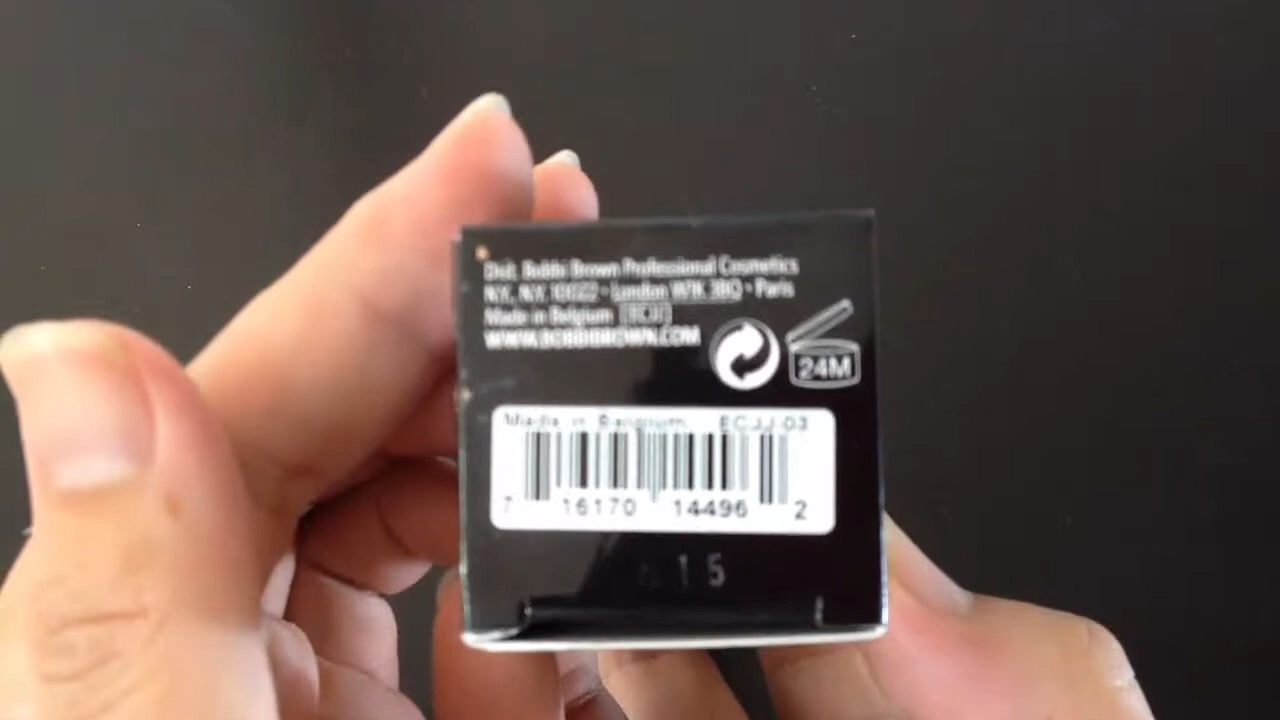 Dist. Bobbi Brown Professional Cosmetics
N.Y., N.Y. 10022 • London W1K 3BQ • Paris
Made in Belgium
WWW.BOBBIBROWN.COM
24M
Made in Belgium ECJJ-03
7 16170 14496 2
15